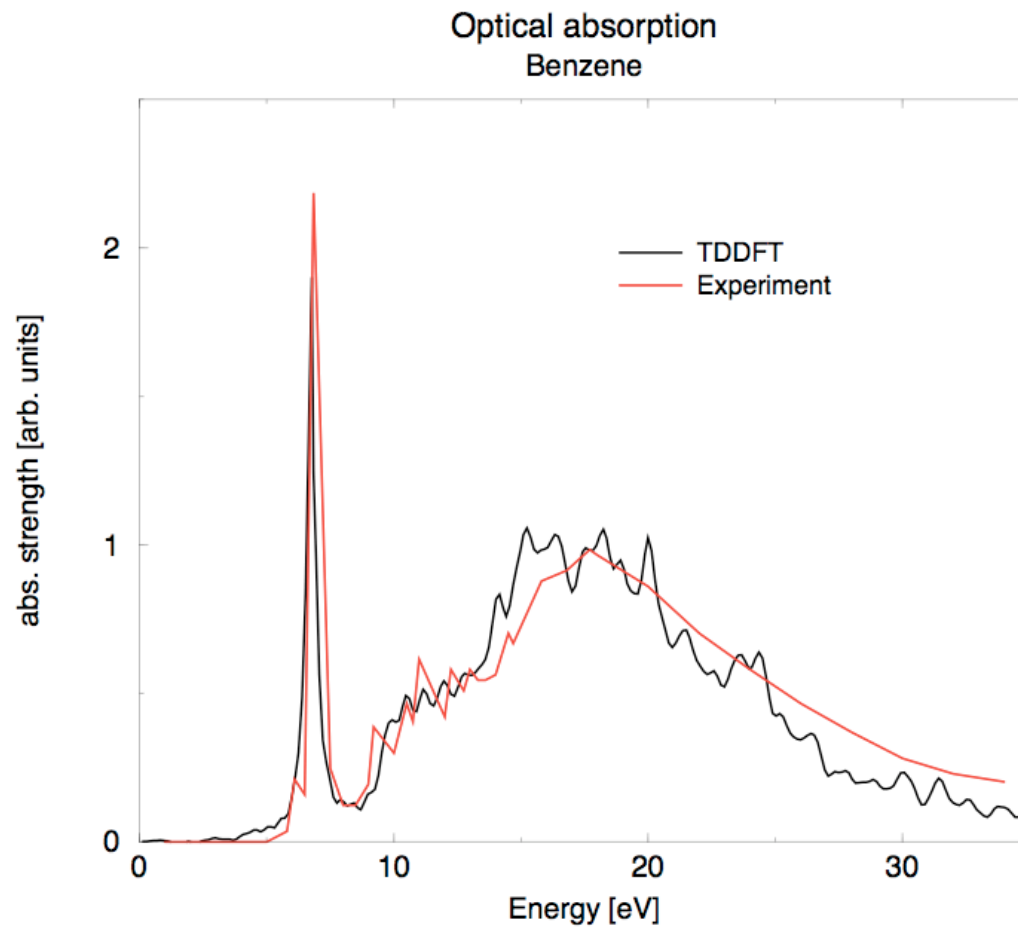 Optical absorption
Benzene
abs. strength [arb. units]
2
1
0
TDDFT
Experiment
0 10 20 30
Energy [eV]